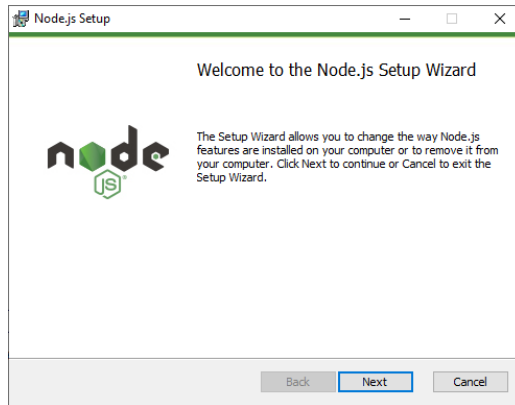 Node.js Setup
Welcome to the Node.js Setup Wizard
The Setup Wizard allows you to change the way Node.js
features are installed on your computer or to remove it from
your computer. Click Next to continue or Cancel to exit the
Setup Wizard.
node
JS
Back Next Cancel